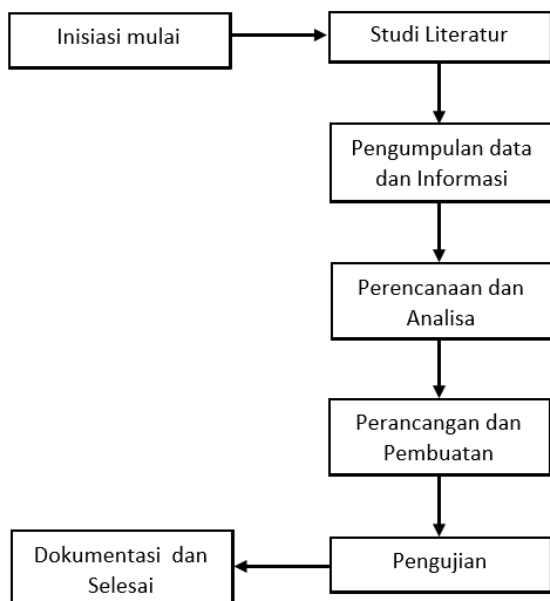 Inisiasi mulai
Studi Literatur
Pengumpulan data
dan Informasi
Perencanaan dan
Analisa
Perancangan dan
Pembuatan
Pengujian
Dokumentasi dan
Selesai